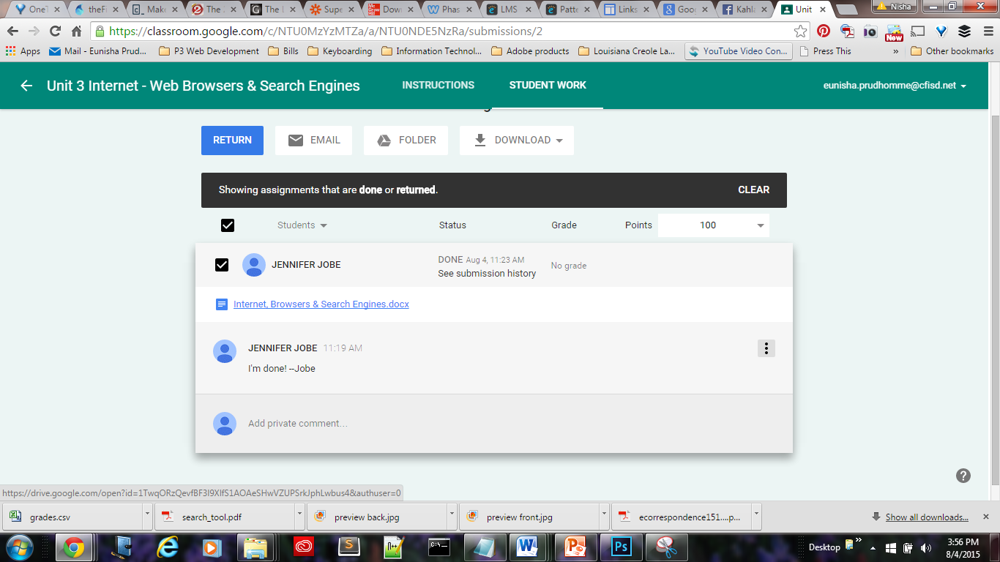 OneT
theFi
Make
The
The L
Supe
Dow
Phas
LMS
Patte
Links
Goo
Kahla
Unit
Nisha
https://classroom.google.com/c/NTU0MzYzMTZa/a/NTU0NDE5NzRa/submissions/2
New
Apps
Mail - Eunisha Prud...
P3 Web Development
Bills
Keyboarding
Information Technol...
Adobe products
Louisiana Creole La...
YouTube Video Con...
Press This
»
Other bookmarks
Unit 3 Internet - Web Browsers & Search Engines
INSTRUCTIONS
STUDENT WORK
eunisha.prudhomme@cfisd.net
RETURN
EMAIL
FOLDER
DOWNLOAD
Showing assignments that are done or returned.
CLEAR
Students
Status
Grade
Points
100
JENNIFER JOBE
DONE Aug 4, 11:23 AM
See submission history
No grade
Internet, Browsers & Search Engines.docx
JENNIFER JOBE 11:19 AM
I'm done! --Jobe
Add private comment...
https://drive.google.com/open?id=1TwqORzQevfBF3I9XlfS1AOAeSHwVZUPSrkJphLwbus4&authuser=0
grades.csv
search_tool.pdf
preview back.jpg
preview front.jpg
ecorrespondence151....p...
Show all downloads...
Desktop
»
3:56 PM
8/4/2015